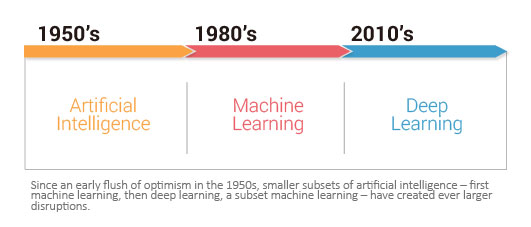 1950's 1980's 2010's
Artificial Intelligence
Machine Learning
Deep Learning
Since an early flush of optimism in the 1950s, smaller subsets of artificial intelligence – first
machine learning, then deep learning, a subset machine learning – have created ever larger
disruptions.